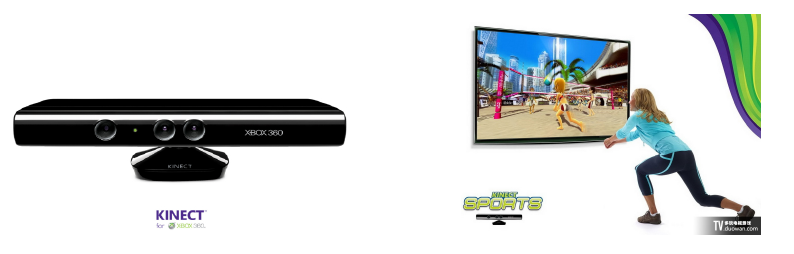 XBOX 360
KINECT
KINECT
for XBOX 360.
KINECT
SPORTS
TV
duowan.com